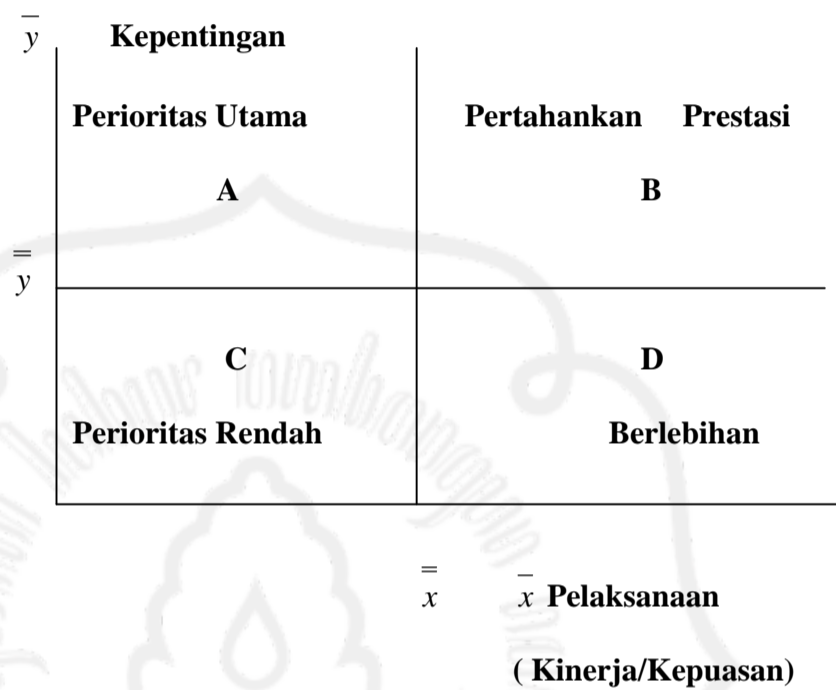 y̅ Kepentingan
Perioritas Utama Pertahankan Prestasi
A B
y̿
C D
Perioritas Rendah Berlebihan
x̿ x̅ Pelaksanaan
( Kinerja/Kepuasan)